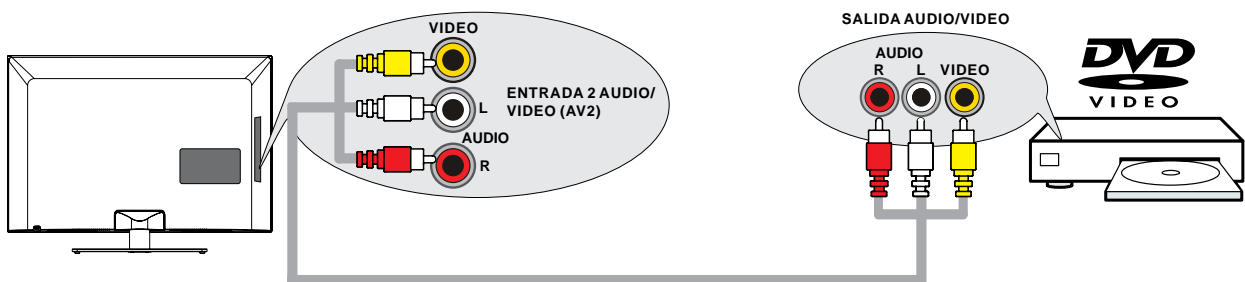 VIDEO
L
AUDIO
R
ENTRADA 2 AUDIO/
VIDEO (AV2)
SALIDA AUDIO/VIDEO
AUDIO
R L VIDEO
DVD
VIDEO